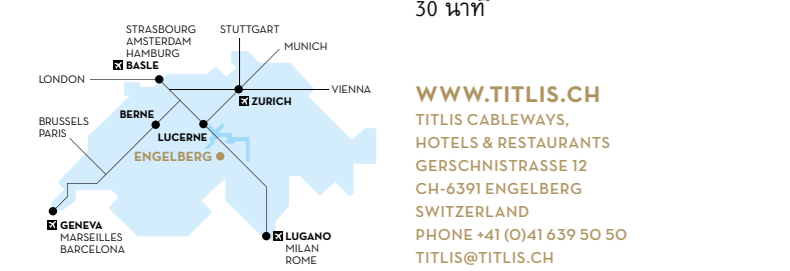 STRASBOURG
AMSTERDAM
HAMBURG
BASLE
STUTTGART
MUNICH
LONDON
VIENNA
ZURICH
BRUSSELS
PARIS
BERNE
LUCERNE
ENGELBERG
GENEVA
MARSEILLES
BARCELONA
LUGANO
MILAN
ROME
30 นาที
WWW.TITLIS.CH
TITLIS CABLEWAYS,
HOTELS & RESTAURANTS
GERSCHNISTRASSE 12
CH-6391 ENGELBERG
SWITZERLAND
PHONE +41 (0)41 639 50 50
TITLIS@TITLIS.CH